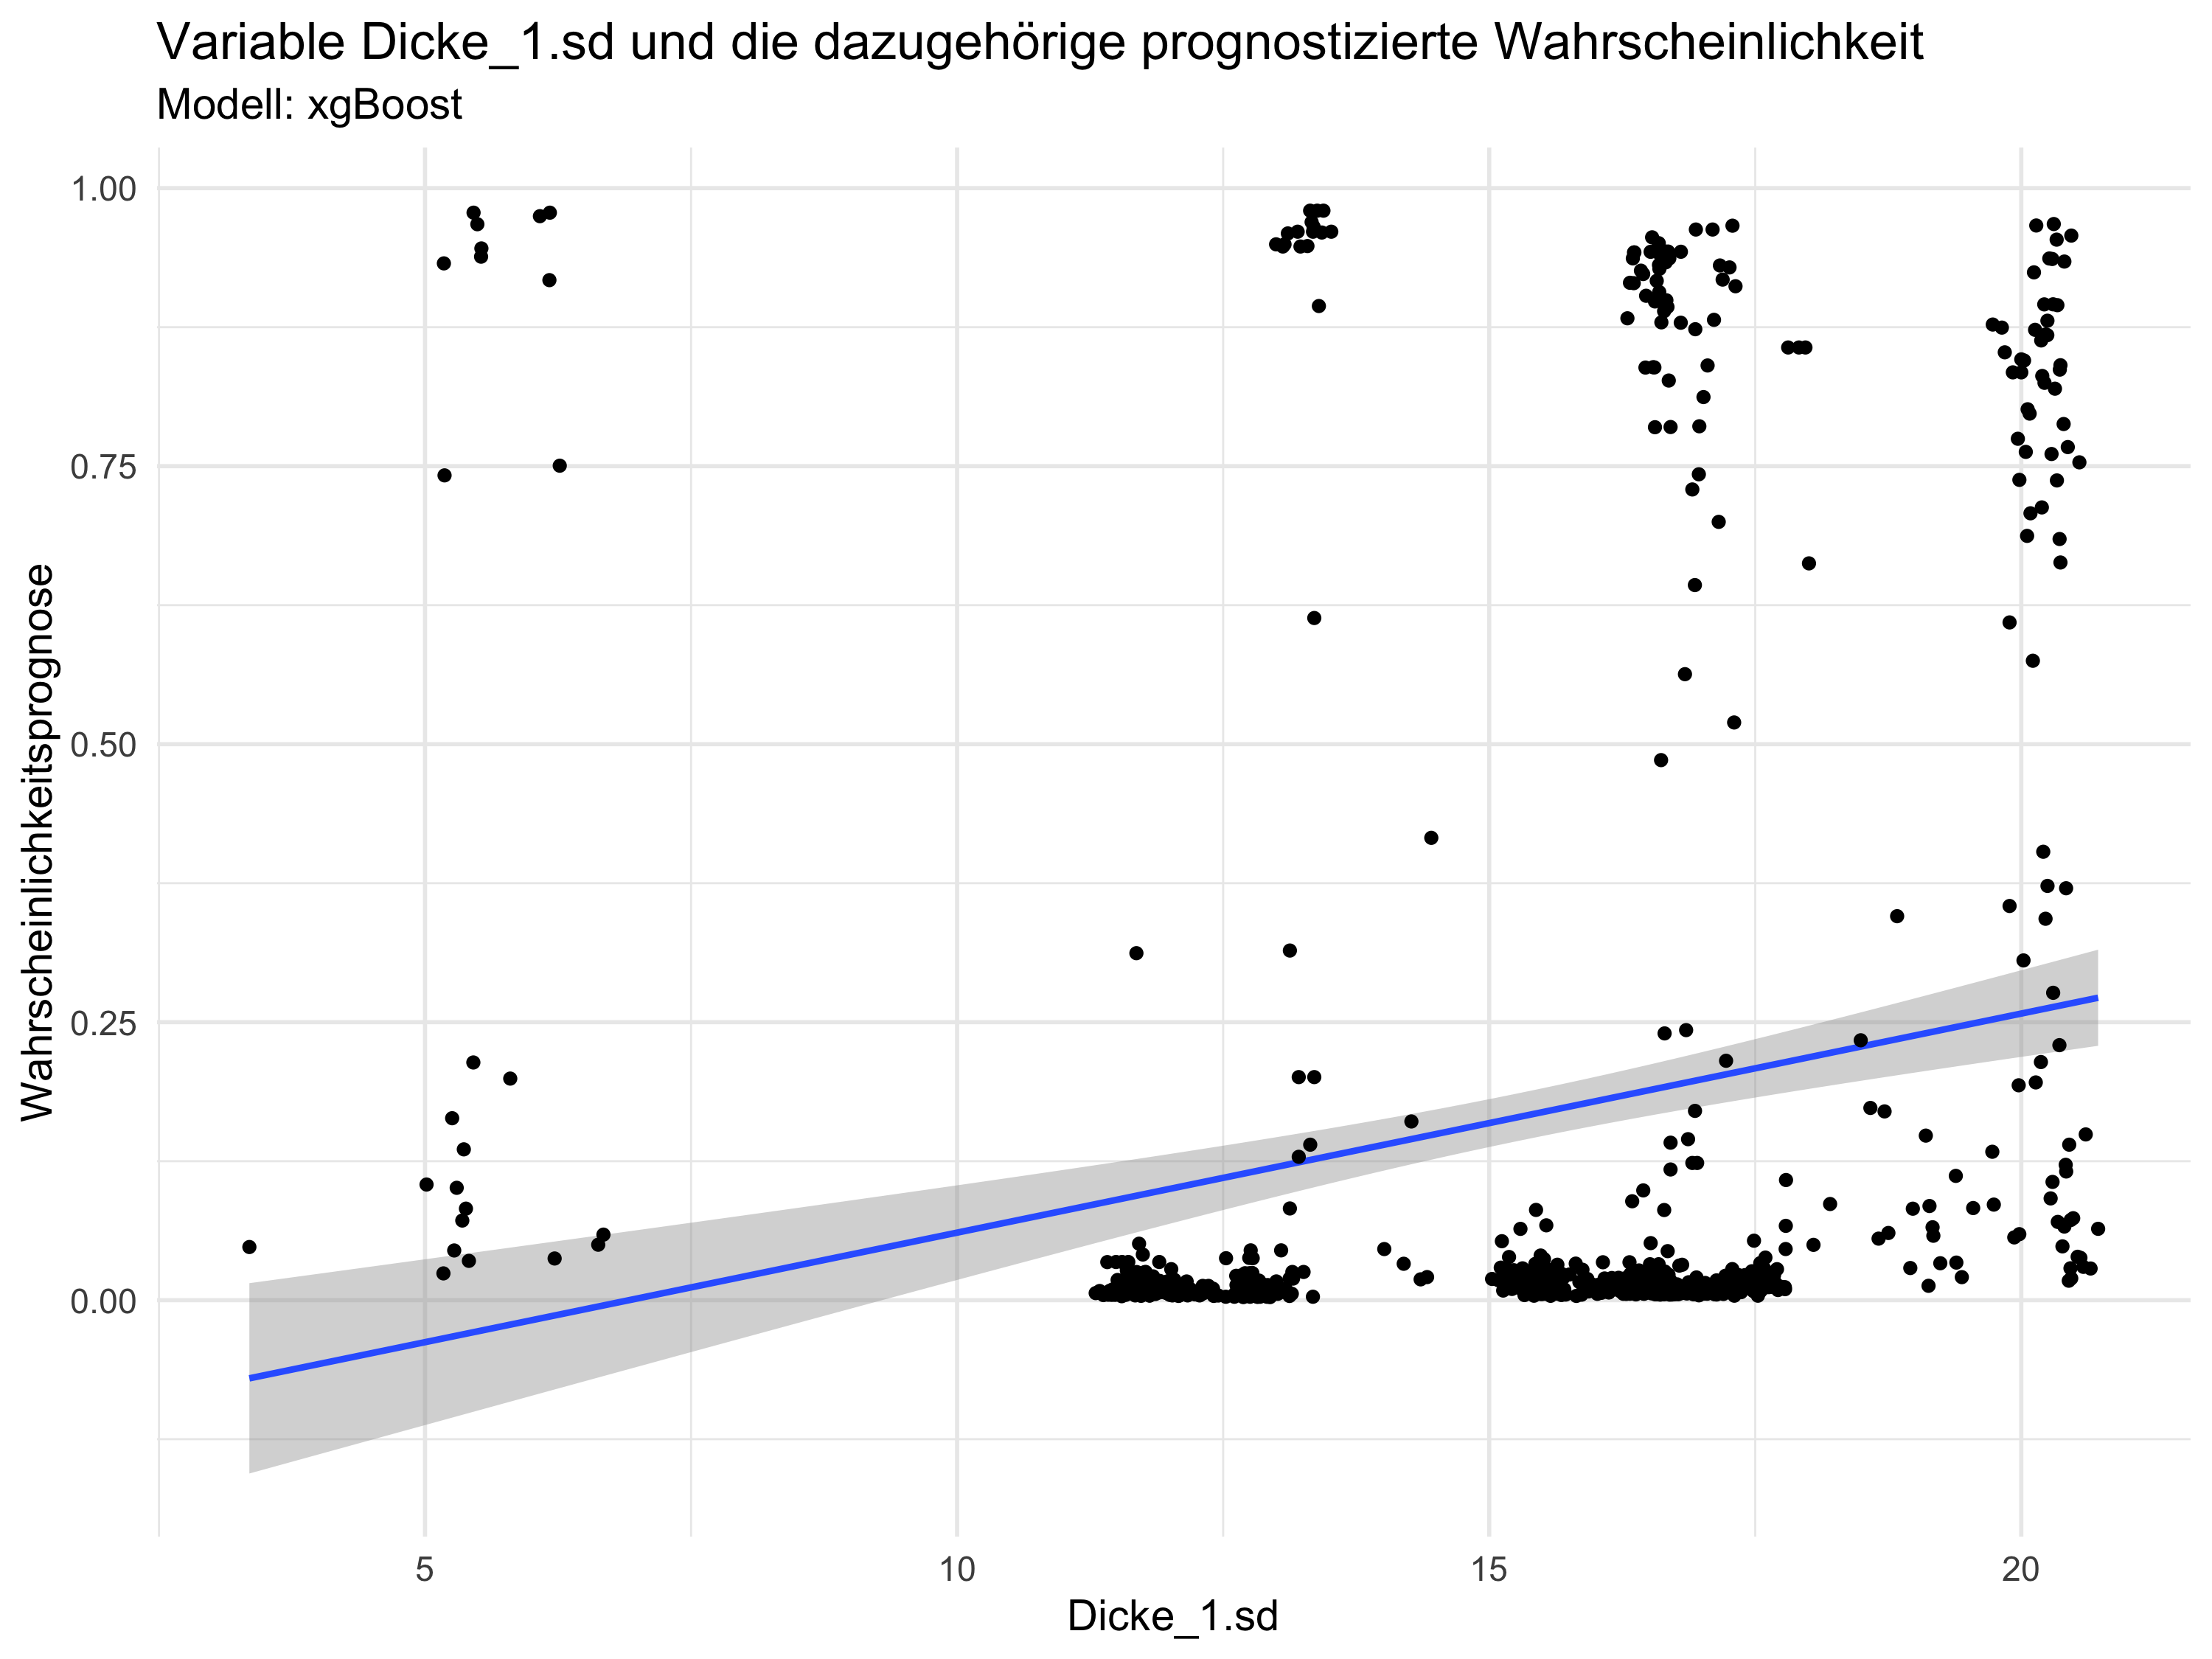 Variable Dicke_1.sd und die dazugehörige prognostizierte Wahrscheinlichkeit
Modell: xgBoost
Wahrscheinlichkeitsprognose
1.00
0.75
0.50
0.25
0.00
5
10
15
20
Dicke_1.sd